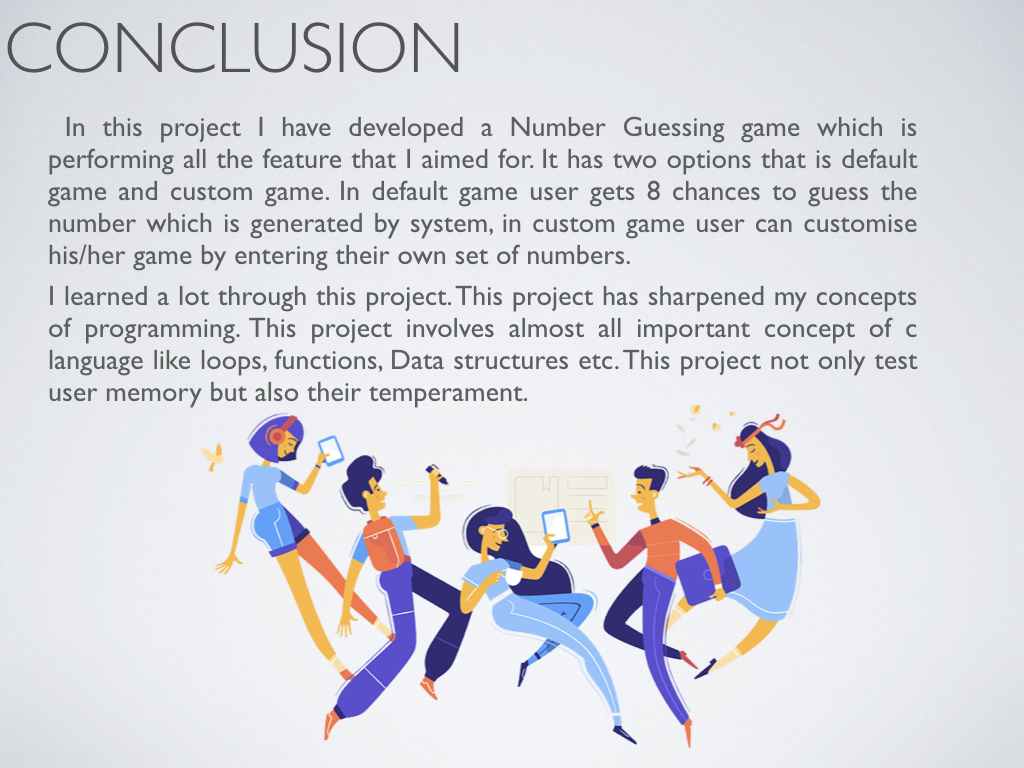 CONCLUSION
In this project I have developed a Number Guessing game which is
performing all the feature that I aimed for. It has two options that is default
game and custom game. In default game user gets 8 chances to guess the
number which is generated by system, in custom game user can customise
his/her game by entering their own set of numbers.
I learned a lot through this project. This project has sharpened my concepts
of programming. This project involves almost all important concept of c
language like loops, functions, Data structures etc. This project not only test
user memory but also their temperament.